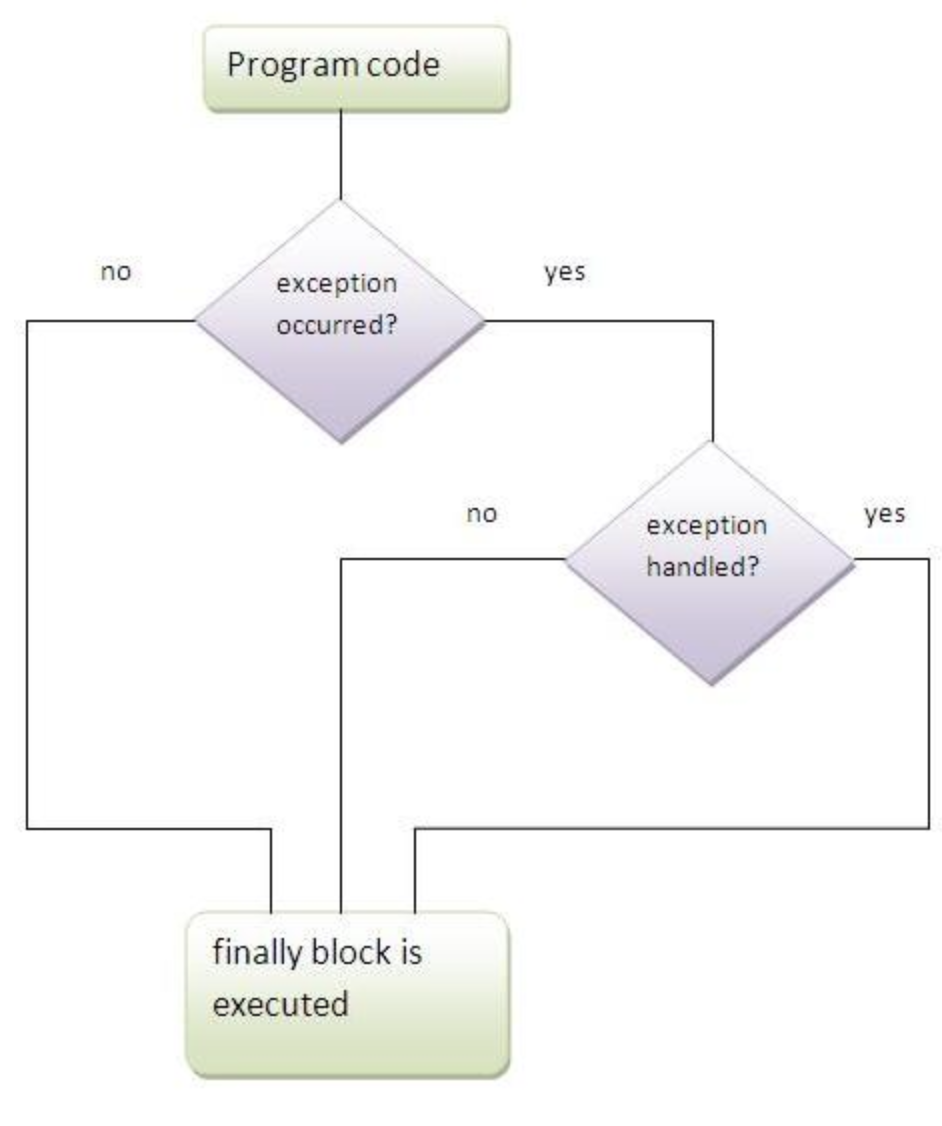 Program code
no
yes
exception
occurred?
no
yes
exception
handled?
finally block is
executed